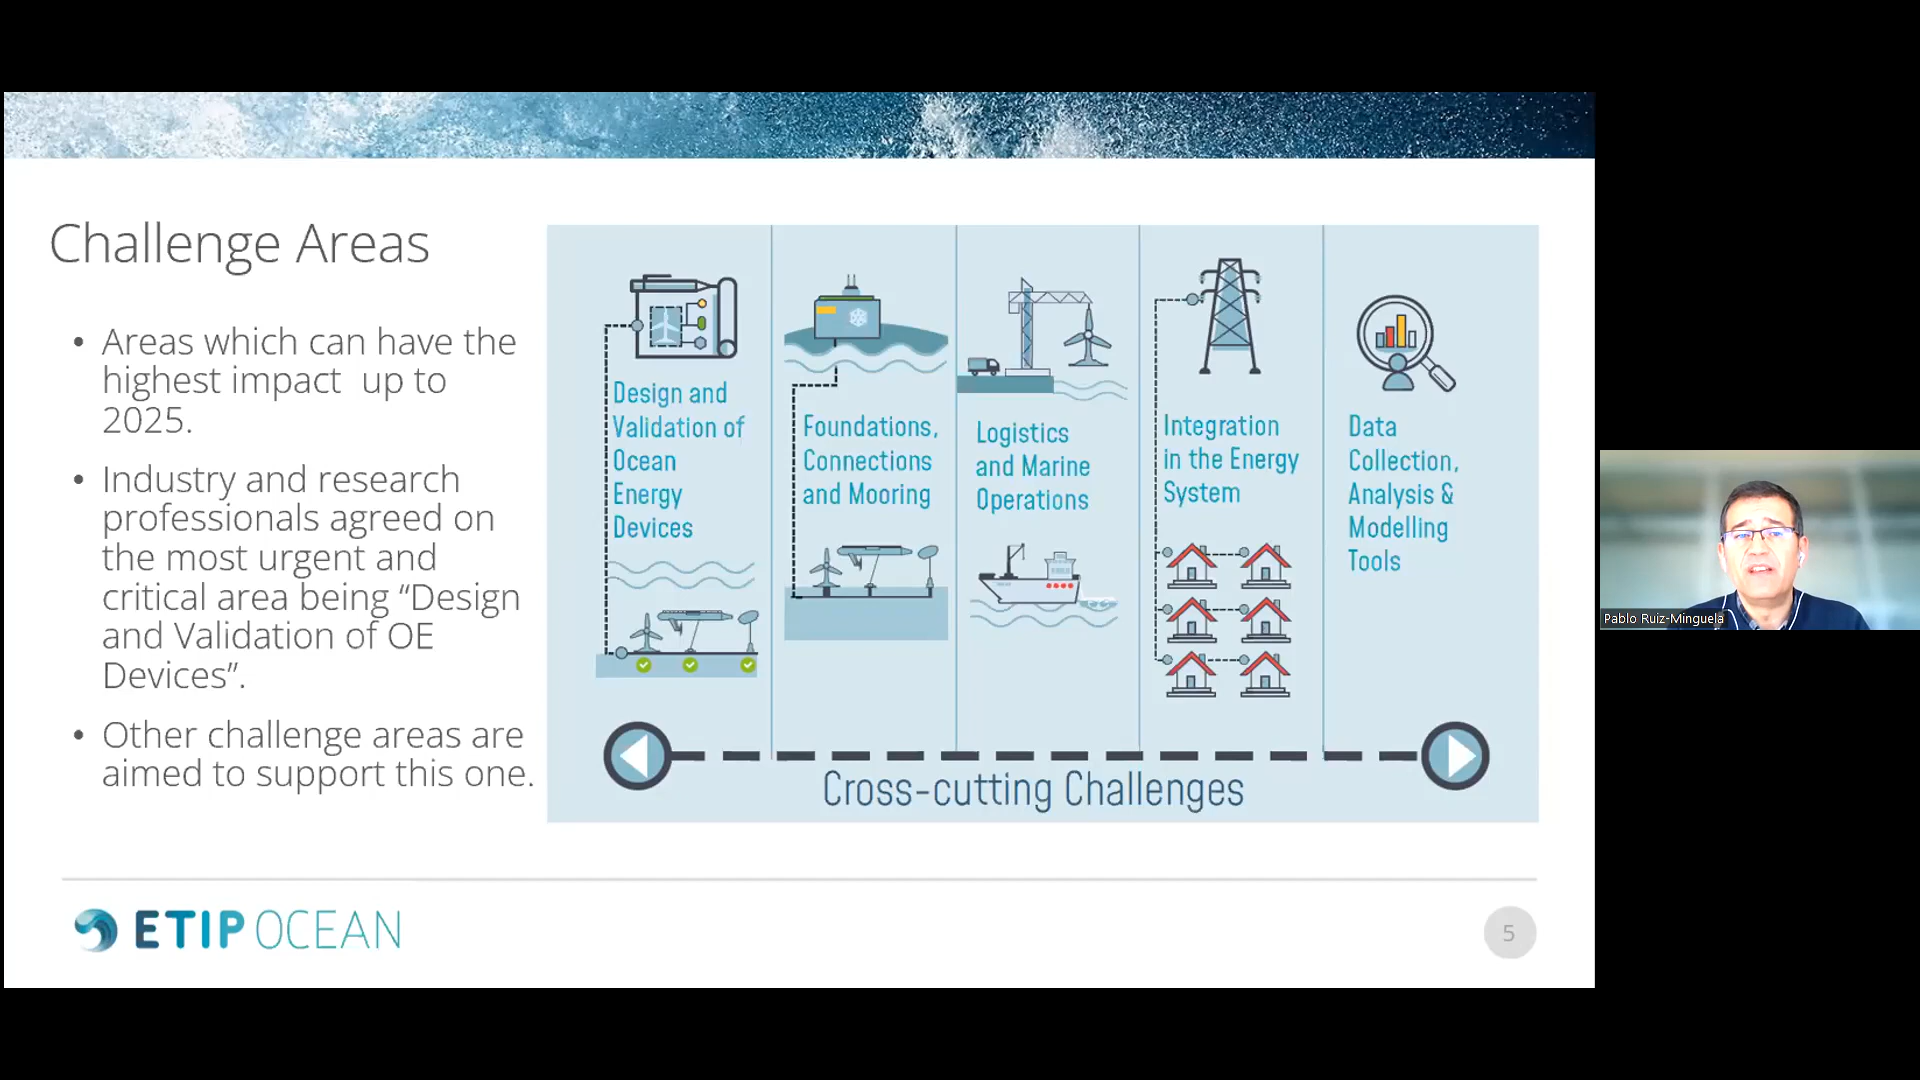 Challenge Areas
• Areas which can have the
highest impact up to
2025.
• Industry and research
professionals agreed on
the most urgent and
critical area being “Design
and Validation of OE
Devices”.
• Other challenge areas are
aimed to support this one.
Design and
Validation of
Ocean
Energy
Devices
Foundations,
Connections
and Mooring
Logistics
and Marine
Operations
Integration
in the Energy
System
Data
Collection,
Analysis &
Modelling
Tools
Cross-cutting Challenges
ETIP OCEAN
5
Pablo Ruiz-Minguela